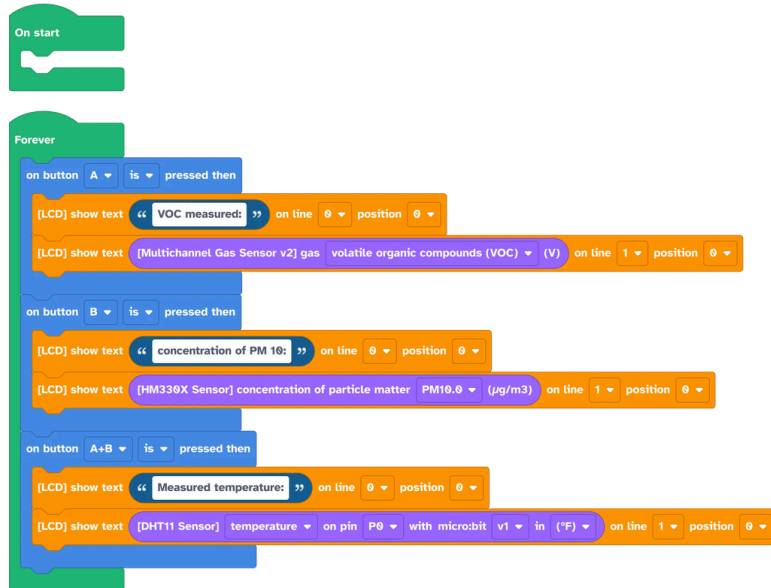 On start
Forever
on button A is pressed then
[LCD] show text “ VOC measured: ” on line 0 position 0
[LCD] show text [Multichannel Gas Sensor v2] gas volatile organic compounds (VOC) (V) on line 1 position 0
on button B is pressed then
[LCD] show text “ concentration of PM 10: ” on line 0 position 0
[LCD] show text [HM330X Sensor] concentration of particle matter PM10.0 (μg/m3) on line 1 position 0
on button A+B is pressed then
[LCD] show text “ Measured temperature: ” on line 0 position 0
[LCD] show text [DHT11 Sensor] temperature on pin P0 with micro:bit v1 in (°F) on line 1 position 0